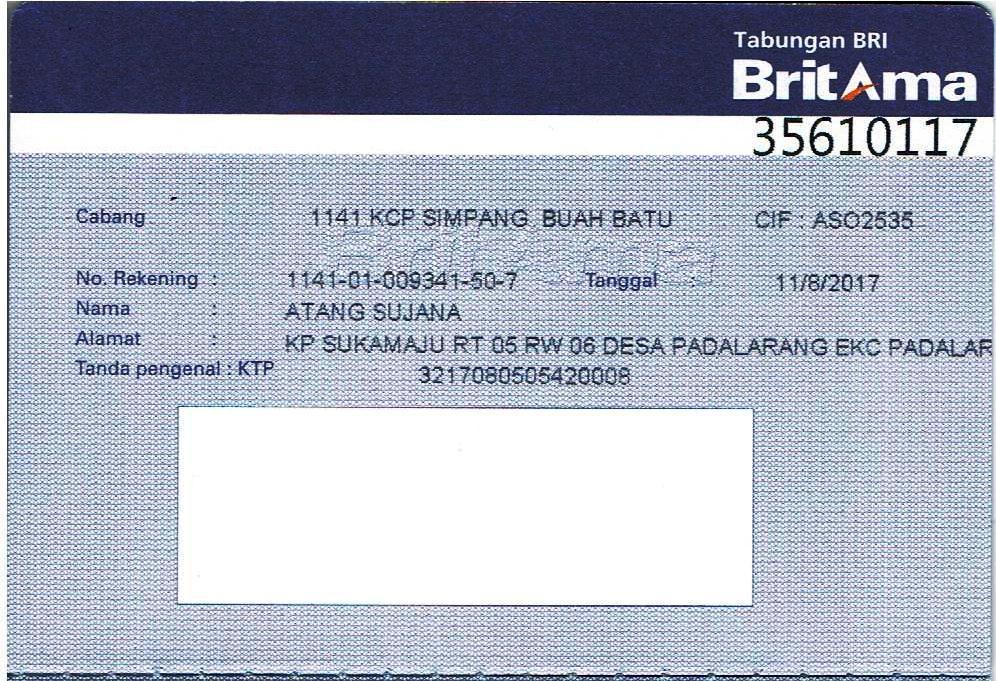 Tabungan BRI
BritAma
35610117
Cabang 1141 KCP SIMPANG BUAH BATU CIF : ASO2535
No. Rekening : 1141-01-009341-50-7 Tanggal : 11/8/2017
Nama : ATANG SUJANA
Alamat : KP SUKAMAJU RT 05 RW 06 DESA PADALARANG EKC PADALAR
Tanda pengenal : KTP 3217080505420008